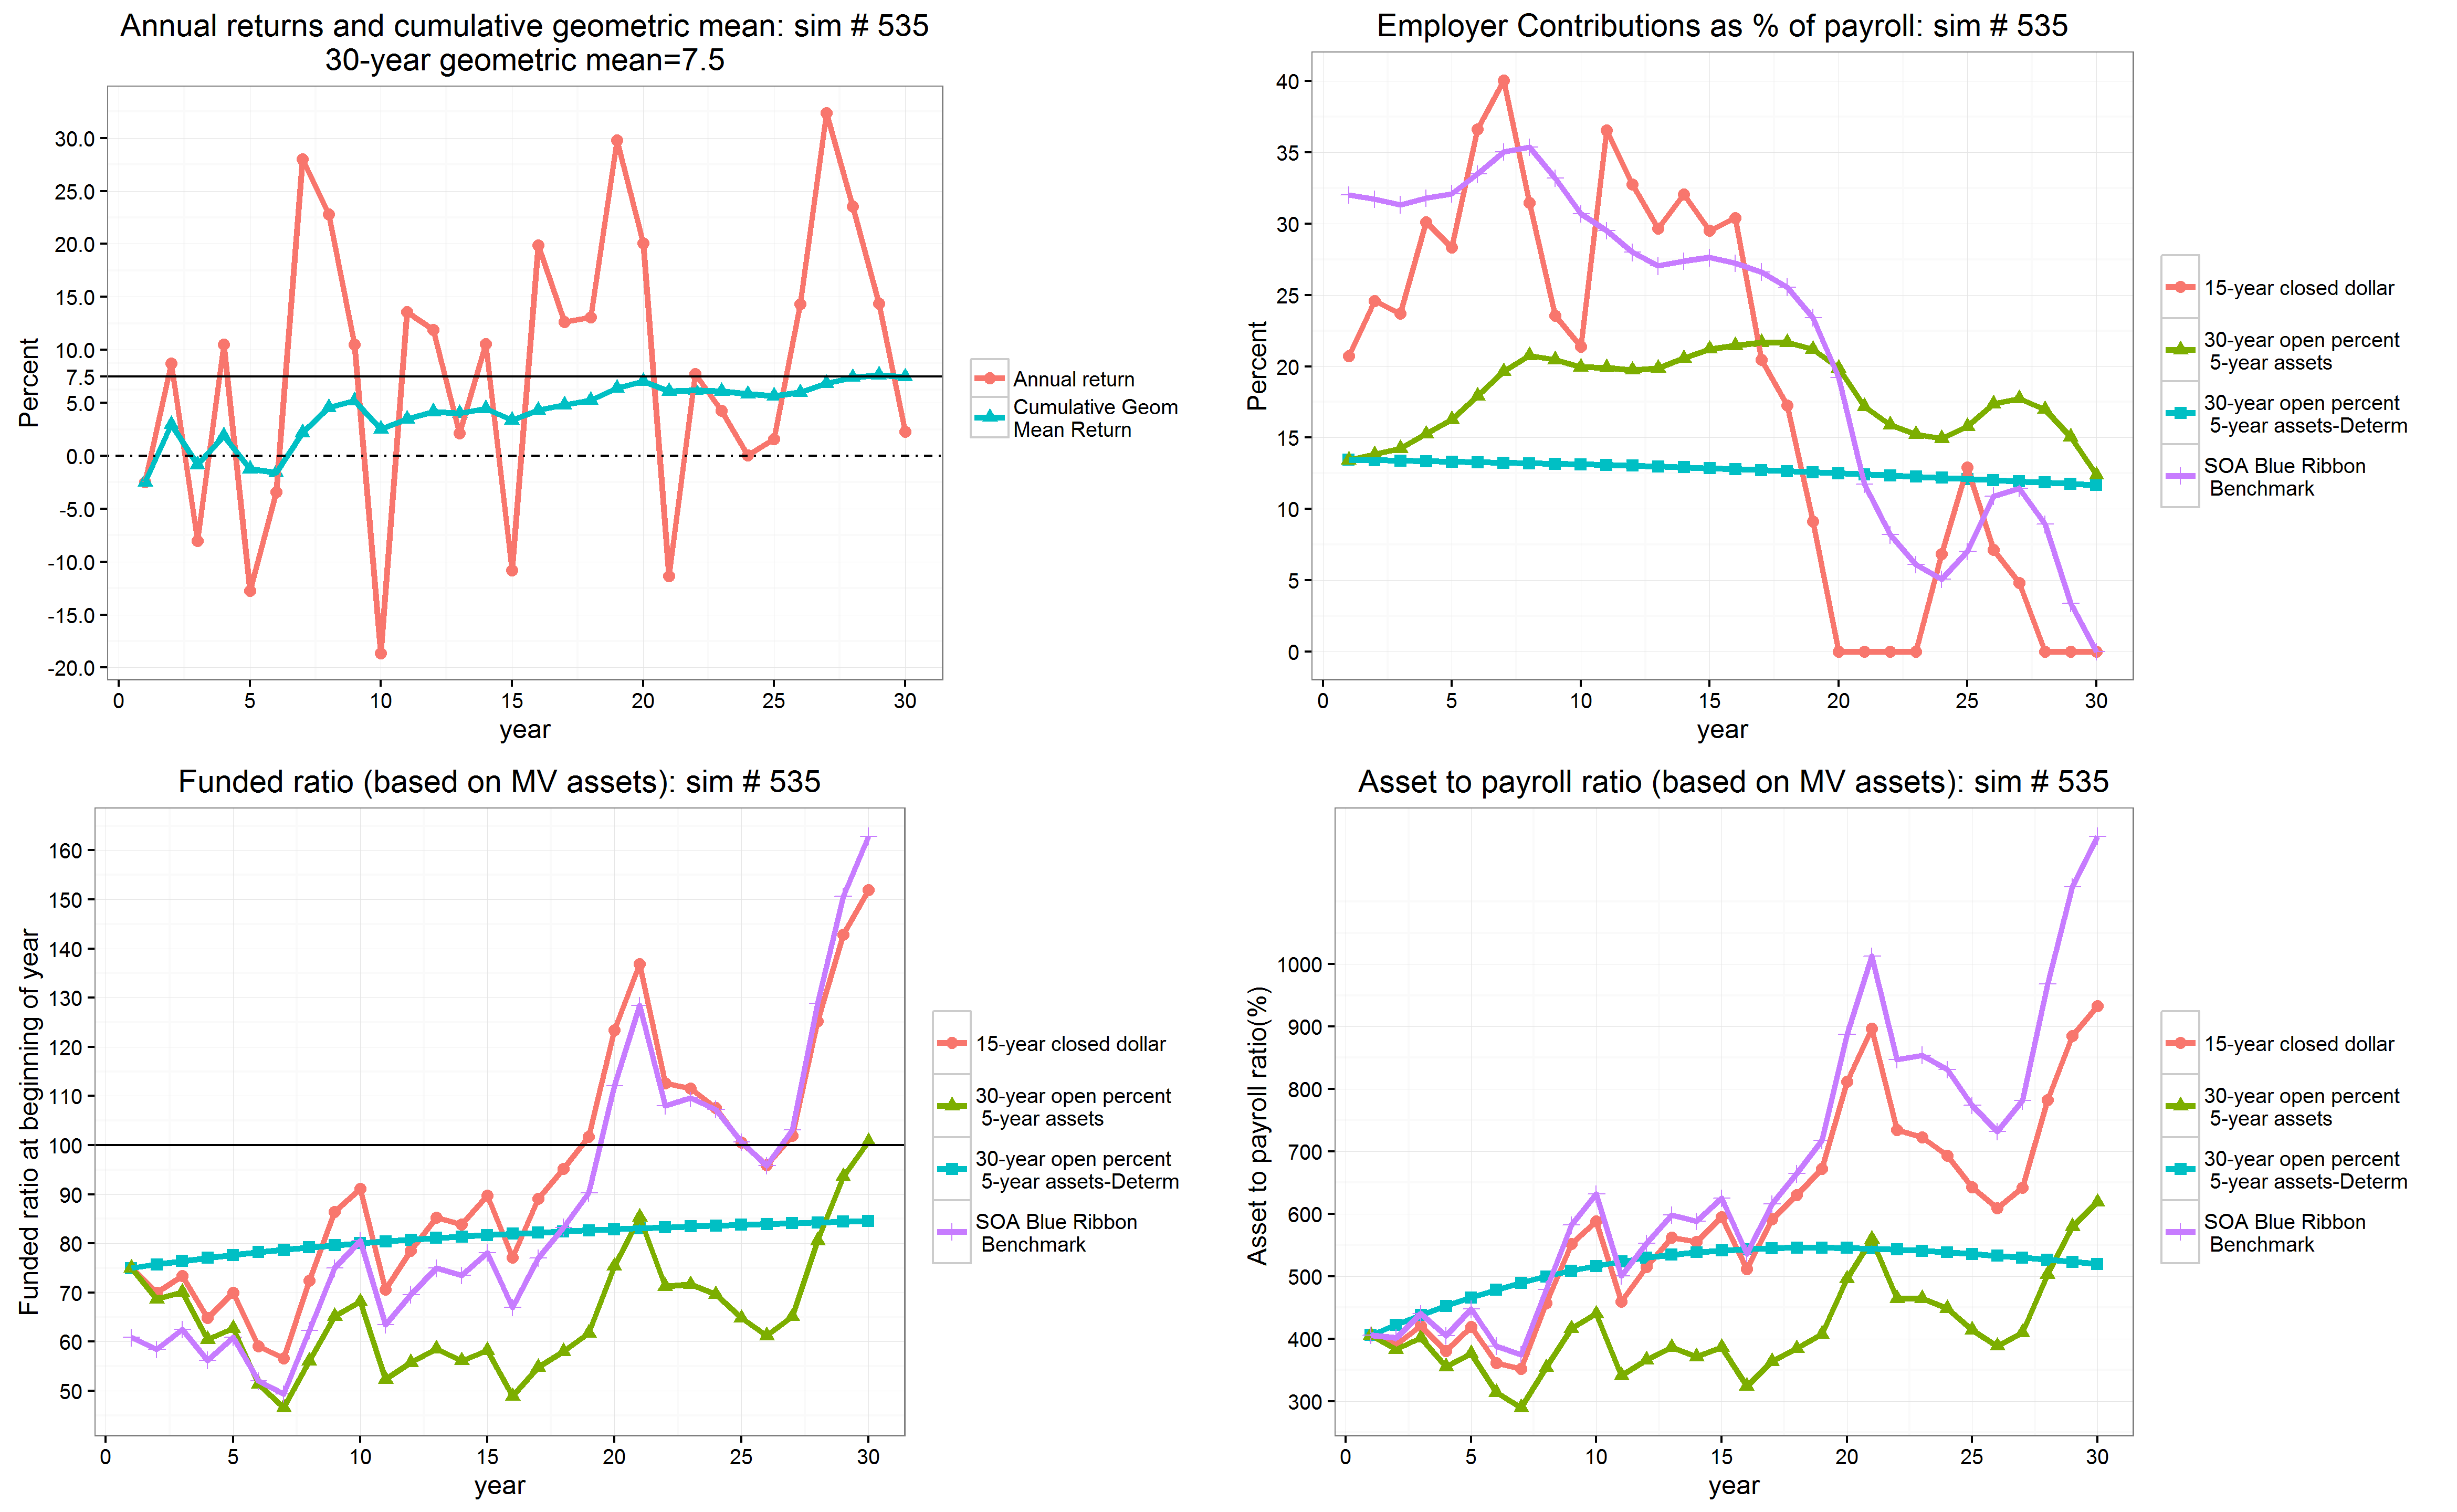 Annual returns and cumulative geometric mean: sim # 535
30-year geometric mean=7.5
Percent
30.0
25.0
20.0
15.0
10.0
7.5
5.0
0.0
-5.0
-10.0
-15.0
-20.0
0 5 10 15 20 25 30
year
Annual return
Cumulative Geom
Mean Return
Employer Contributions as % of payroll: sim # 535
Percent
40
35
30
25
20
15
10
5
0
0 5 10 15 20 25 30
year
15-year closed dollar
30-year open percent
5-year assets
30-year open percent
5-year assets-Determ
SOA Blue Ribbon
Benchmark
Funded ratio (based on MV assets): sim # 535
Funded ratio at beginning of year
160
150
140
130
120
110
100
90
80
70
60
50
0 5 10 15 20 25 30
year
15-year closed dollar
30-year open percent
5-year assets
30-year open percent
5-year assets-Determ
SOA Blue Ribbon
Benchmark
Asset to payroll ratio (based on MV assets): sim # 535
Asset to payroll ratio(%)
1000
900
800
700
600
500
400
300
0 5 10 15 20 25 30
year
15-year closed dollar
30-year open percent
5-year assets
30-year open percent
5-year assets-Determ
SOA Blue Ribbon
Benchmark